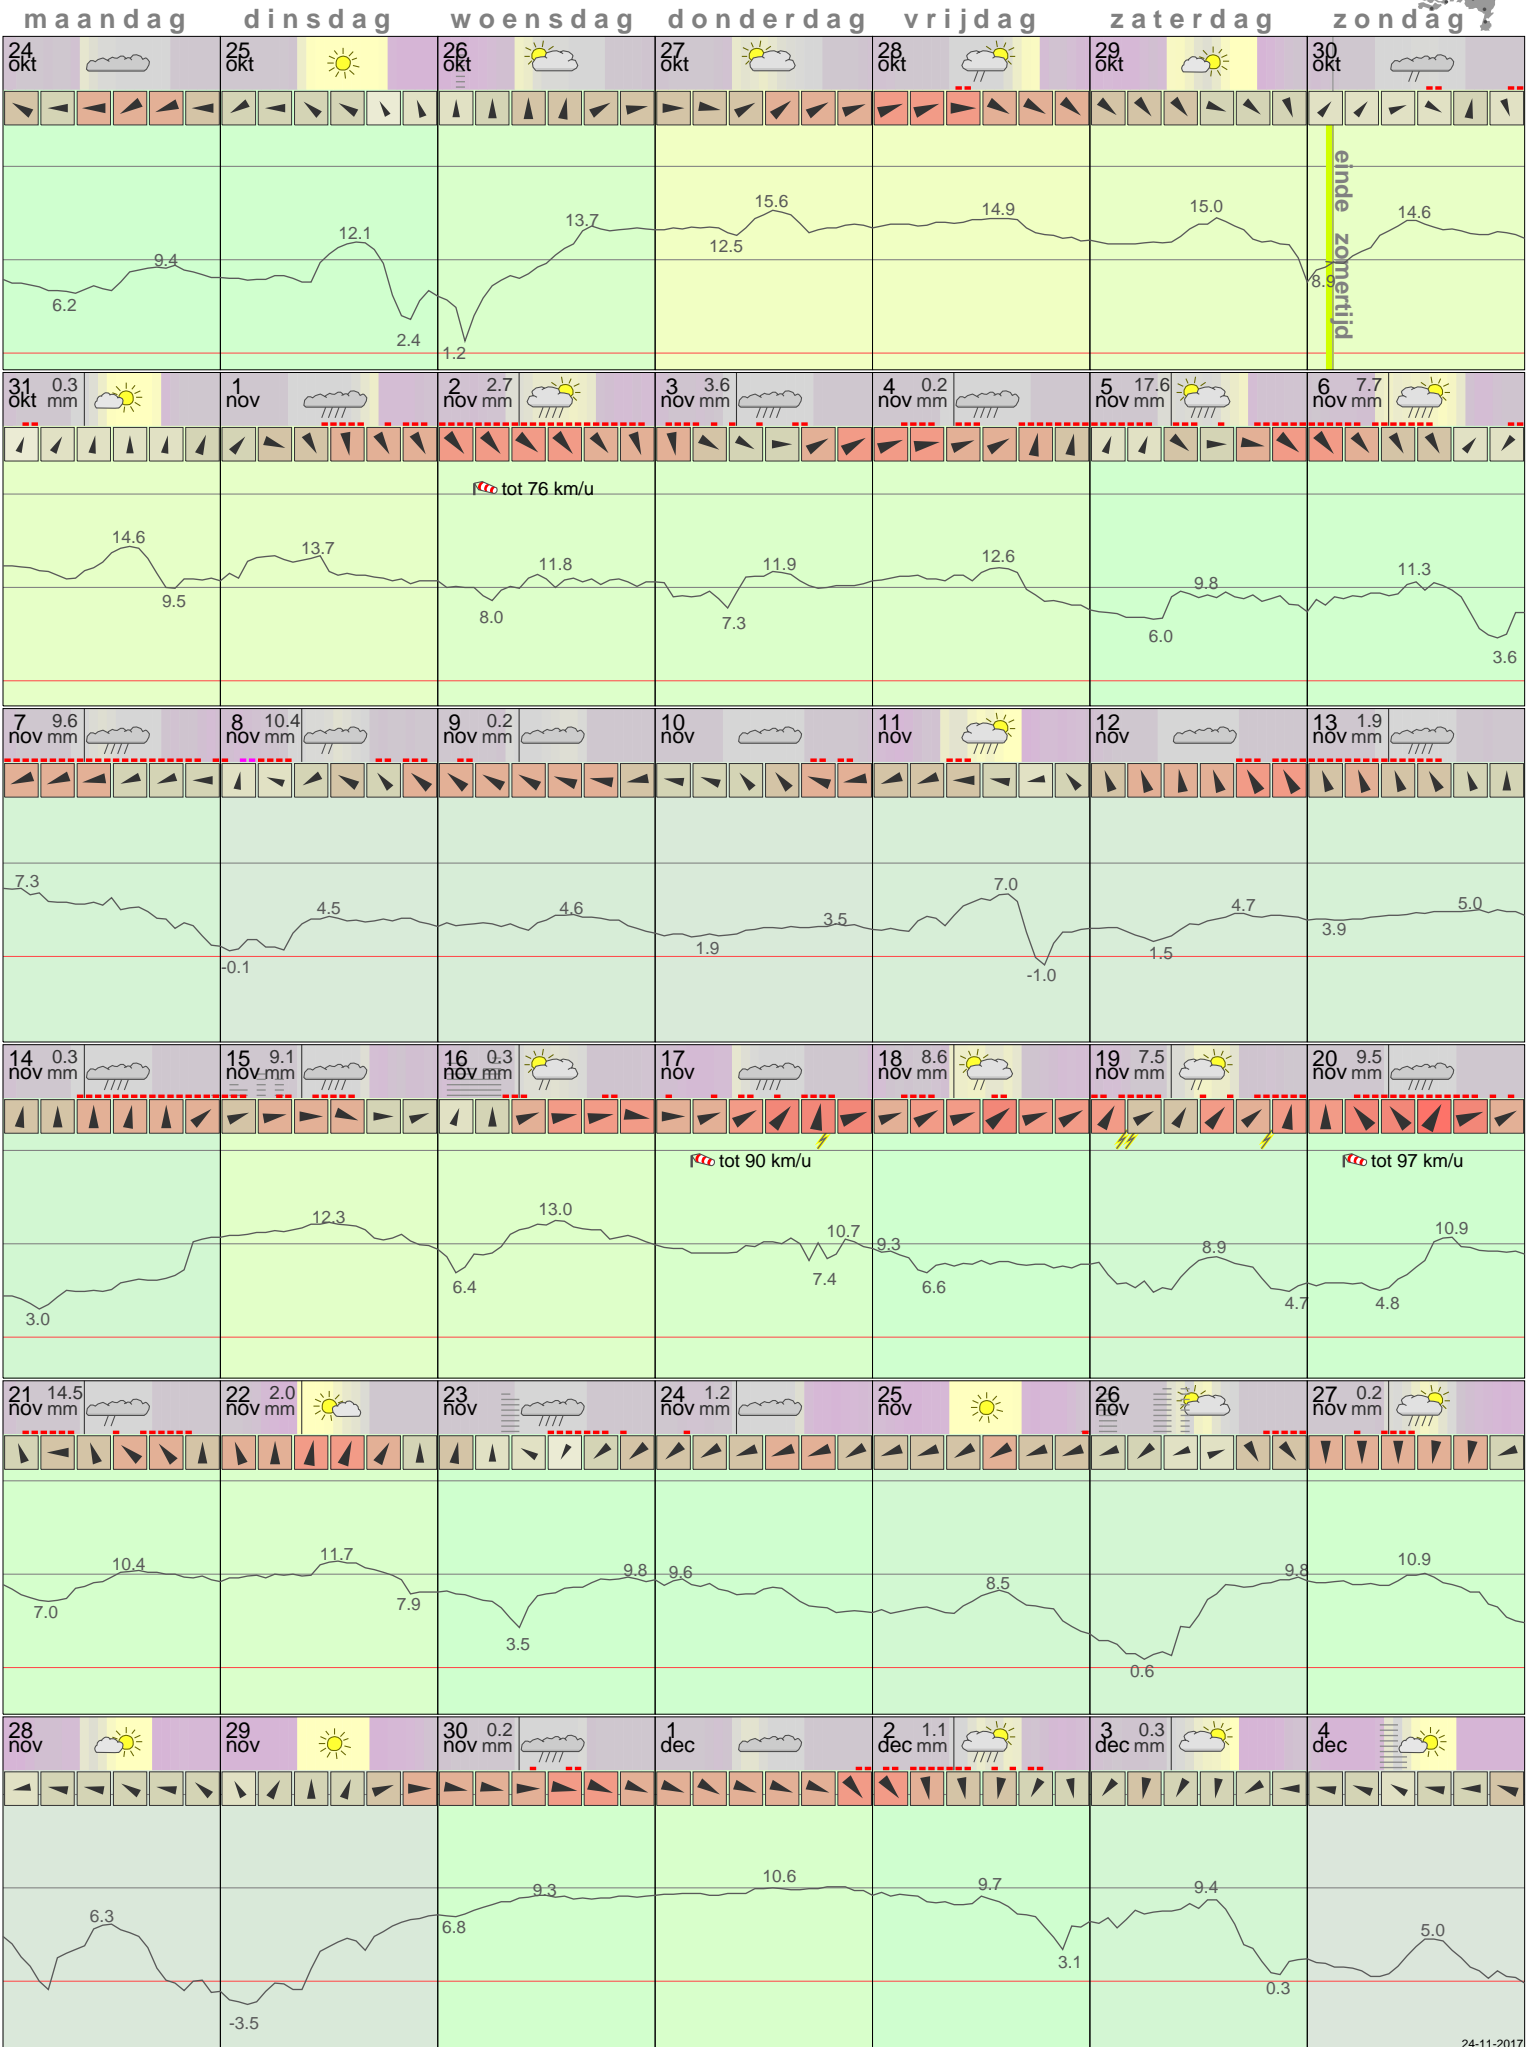 maandag dinsdag woensdag donderdag vrijdag zaterdag zondag
24 25 26 27 28 29 30
okt okt okt okt okt okt okt
einde zomertijd
15.6 14.9 15.0 14.6
13.7
12.1 12.5
9.4
8.9
6.2
2.4
1.2
31 0.3 1 2 2.7 3 3.6 4 0.2 5 17.6 6 7.7
okt mm nov nov mm nov mm nov mm nov mm nov mm
tot 76 km/u
14.6 13.7 11.8 11.9 12.6 9.8 11.3
9.5 8.0 7.3 6.0 3.6
7 9.6 8 10.4 9 0.2 10 11 12 13 1.9
nov mm nov mm nov mm nov nov nov nov mm
7.3 4.5 4.6 3.5 7.0 4.7 5.0
-0.1 1.9 -1.0 1.5 3.9
14 0.3 15 9.1 16 0.3 17 18 8.6 19 7.5 20 9.5
nov mm nov mm nov mm nov nov mm nov mm nov mm
tot 90 km/u tot 97 km/u
12.3 13.0 10.7 9.3 8.9 10.9
3.0 6.4 7.4 6.6 4.7 4.8
21 14.5 22 2.0 23 24 1.2 25 26 27 0.2
nov mm nov mm nov nov mm nov nov nov mm
10.4 11.7 9.8 9.6 8.5 9.8 10.9
7.0 7.9 3.5 0.6
28 29 30 0.2 1 2 1.1 3 0.3 4
nov nov nov mm dec dec mm dec mm dec
6.3 9.3 10.6 9.7 9.4 5.0
-3.5 6.8 3.1 0.3
24-11-2017